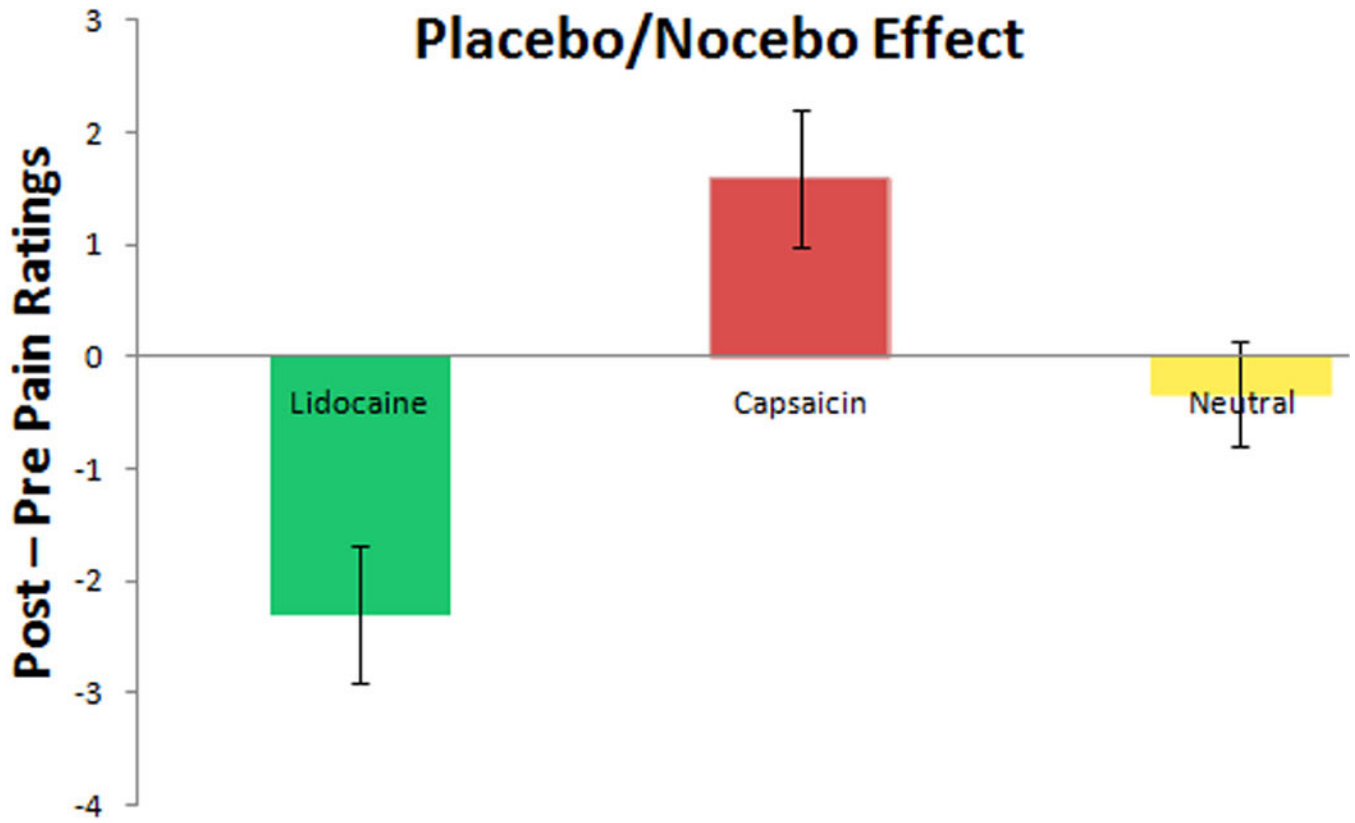 Placebo/Nocebo Effect
Post – Pre Pain Ratings
3
2
1
0
-1
-2
-3
-4
Lidocaine
Capsaicin
Neutral